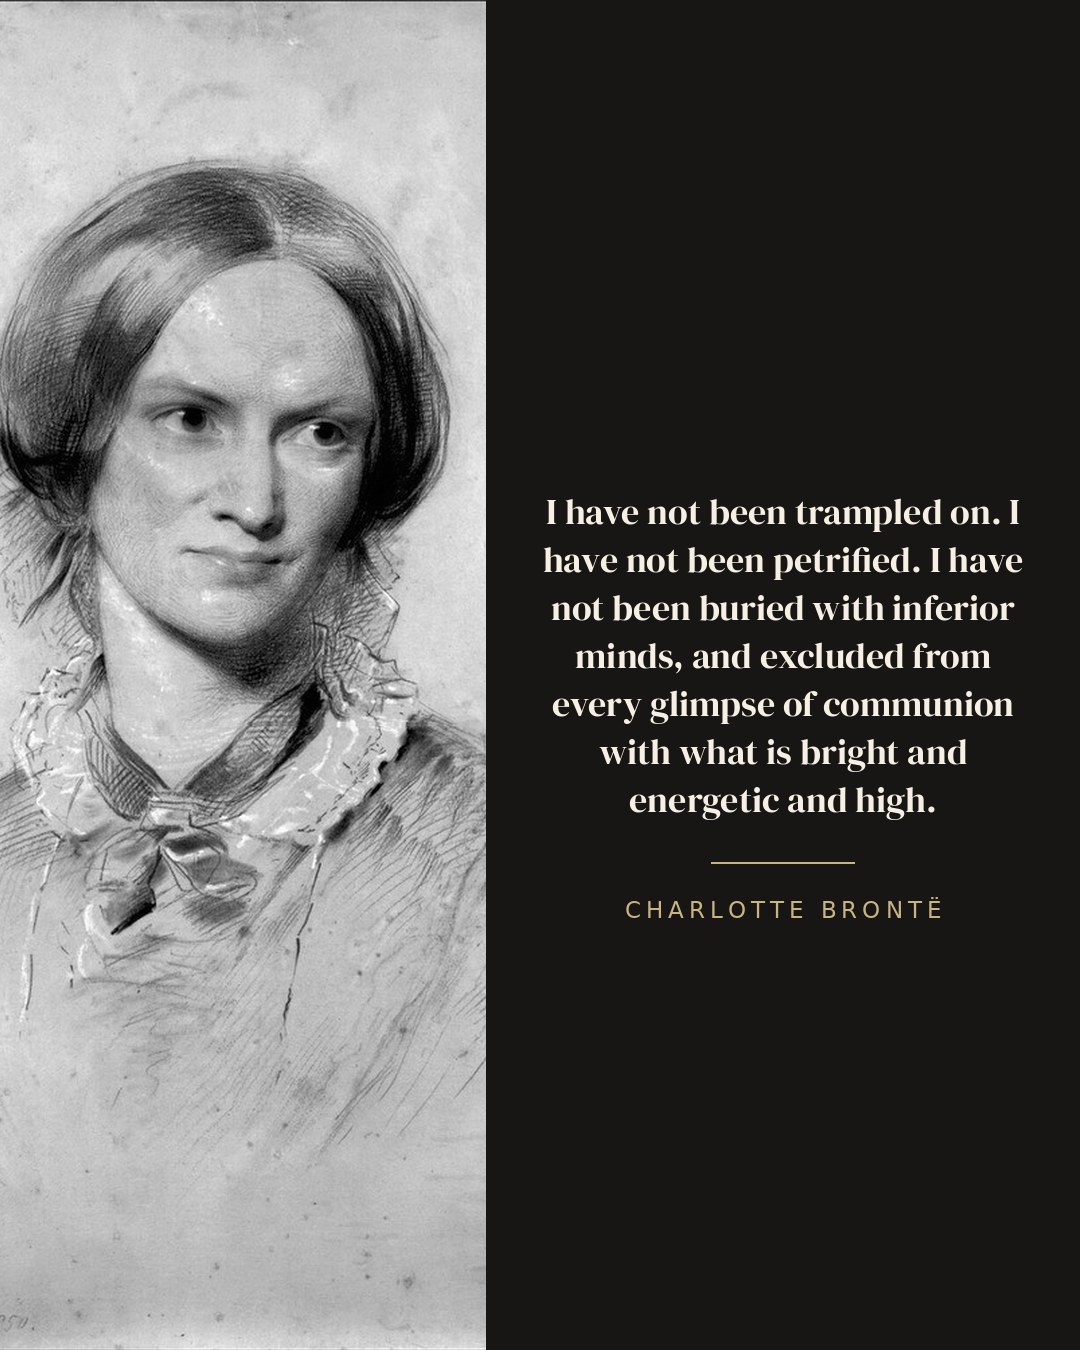 I have not been trampled on. I
have not been petrified. I have
not been buried with inferior
minds, and excluded from
every glimpse of communion
with what is bright and
energetic and high.
CHARLOTTE BRONTË
850.